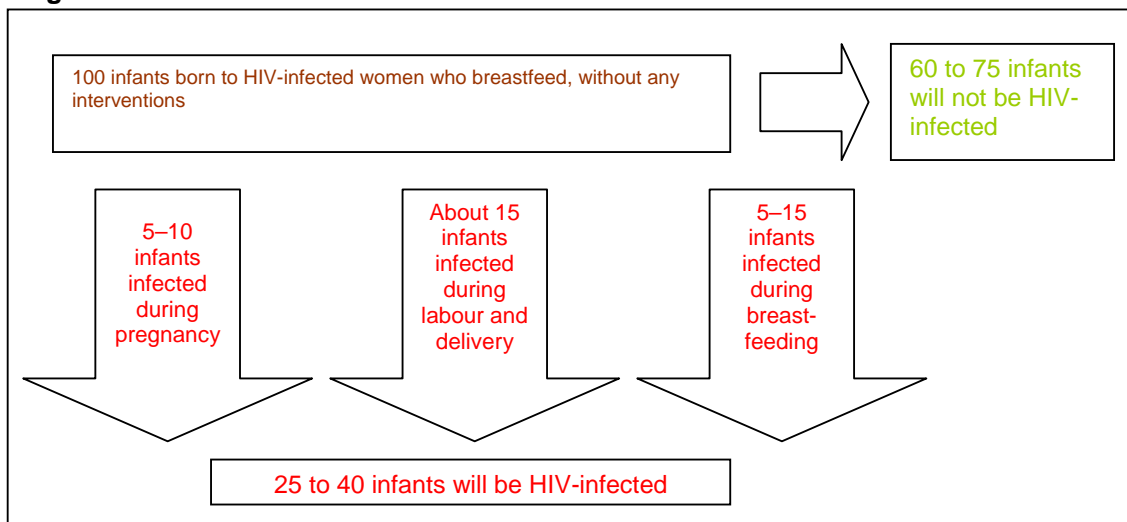 100 infants born to HIV-infected women who breastfeed, without any
interventions
60 to 75 infants
will not be HIV-
infected
5–10
infants
infected
during
pregnancy
About 15
infants
infected
during
labour and
delivery
5–15
infants
infected
during
breast-
feeding
25 to 40 infants will be HIV-infected